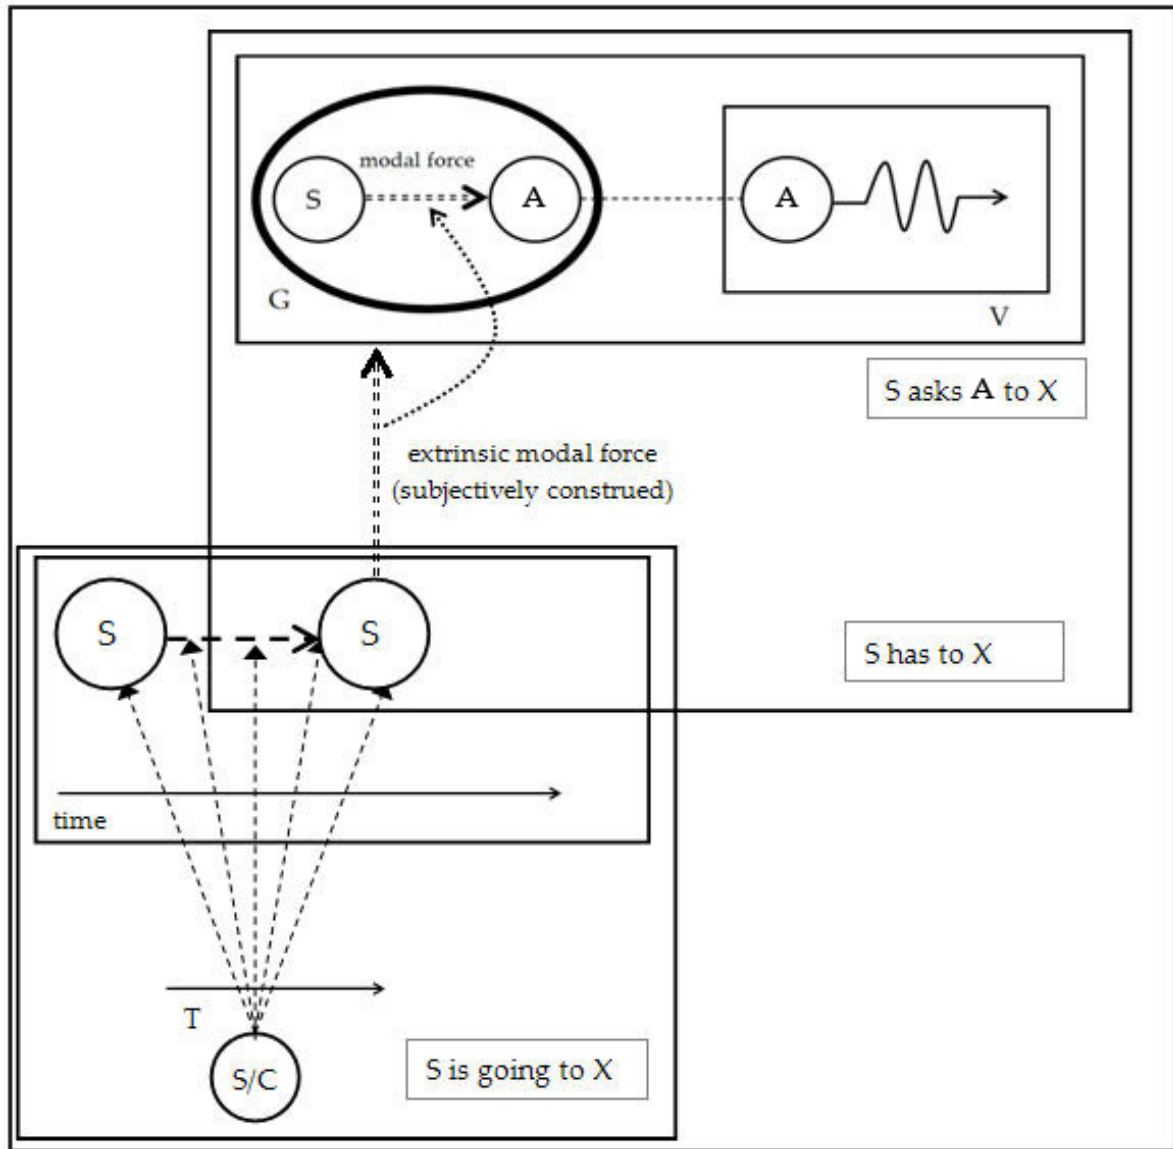 modal force
S
A
A
G
V
S asks A to X
extrinsic modal force
(subjectively construed)
S
S
S has to X
time
T
S/C
S is going to X